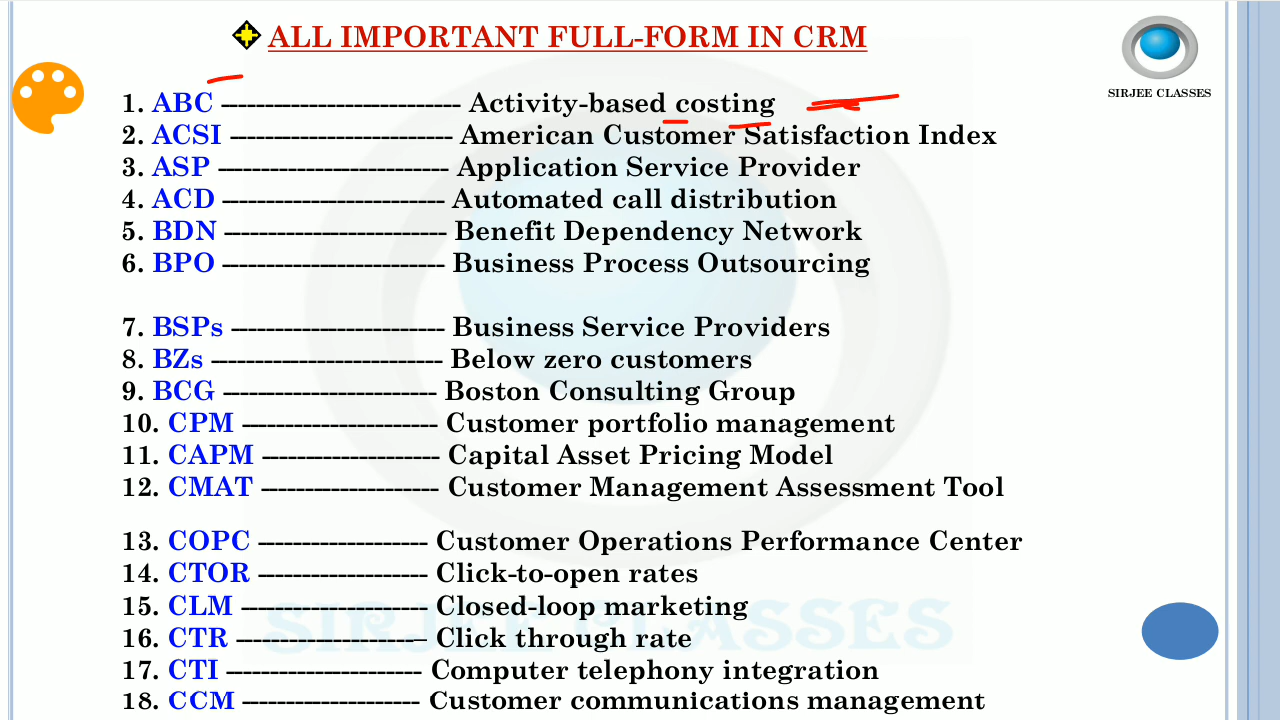 ALL IMPORTANT FULL-FORM IN CRM
SIRJEE CLASSES
1. ABC ---------------------------- Activity-based costing
2. ACSI -------------------------- American Customer Satisfaction Index
3. ASP --------------------------- Application Service Provider
4. ACD -------------------------- Automated call distribution
5. BDN -------------------------- Benefit Dependency Network
6. BPO -------------------------- Business Process Outsourcing
7. BSPs ------------------------- Business Service Providers
8. BZs --------------------------- Below zero customers
9. BCG ------------------------- Boston Consulting Group
10. CPM ----------------------- Customer portfolio management
11. CAPM --------------------- Capital Asset Pricing Model
12. CMAT --------------------- Customer Management Assessment Tool
13. COPC -------------------- Customer Operations Performance Center
14. CTOR -------------------- Click-to-open rates
15. CLM ---------------------- Closed-loop marketing
16. CTR ---------------------– Click through rate
17. CTI ----------------------- Computer telephony integration
18. CCM --------------------- Customer communications management
SIRJEE CLASSES